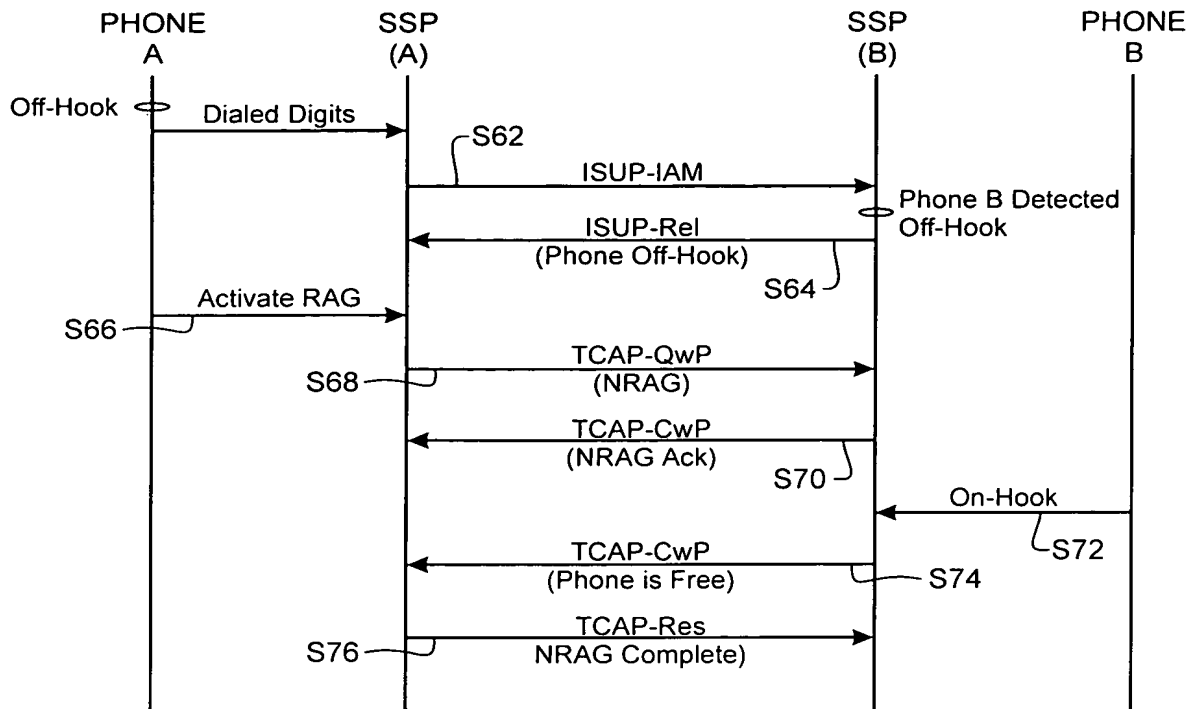 PHONE
A
SSP
(A)
SSP
(B)
PHONE
B
Off-Hook
Dialed Digits
S62
ISUP-IAM
Phone B Detected
Off-Hook
ISUP-Rel
(Phone Off-Hook)
S64
Activate RAG
S66
TCAP-QwP
(NRAG)
S68
TCAP-CwP
(NRAG Ack)
S70
On-Hook
S72
TCAP-CwP
(Phone is Free)
S74
TCAP-Res
NRAG Complete)
S76